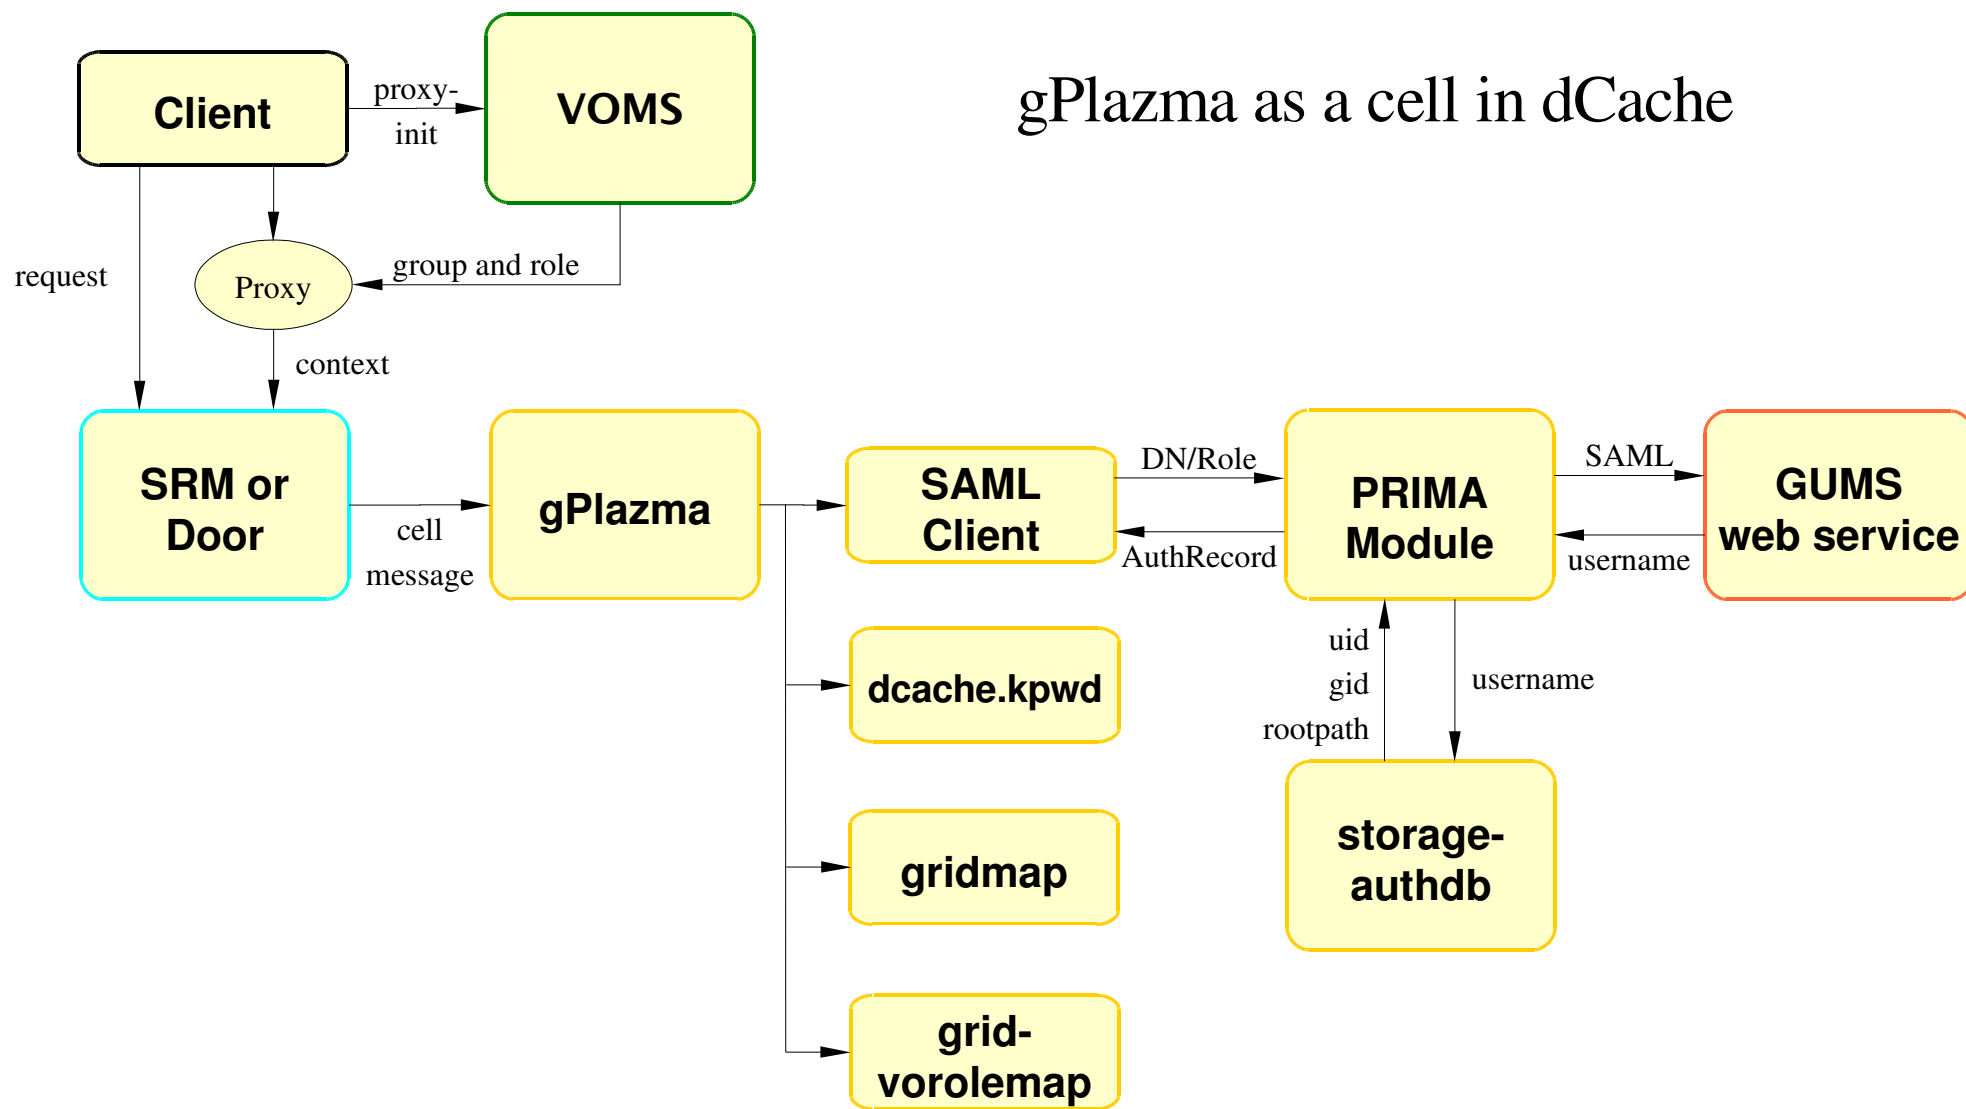 gPlazma as a cell in dCache
Client
proxy-
init
VOMS
request
Proxy
group and role
context
SRM or
Door
cell
message
gPlazma
SAML
Client
DN/Role
AuthRecord
PRIMA
Module
SAML
username
GUMS
web service
dcache.kpwd
uid
gid
rootpath
username
gridmap
storage-
authdb
grid-
vorolemap